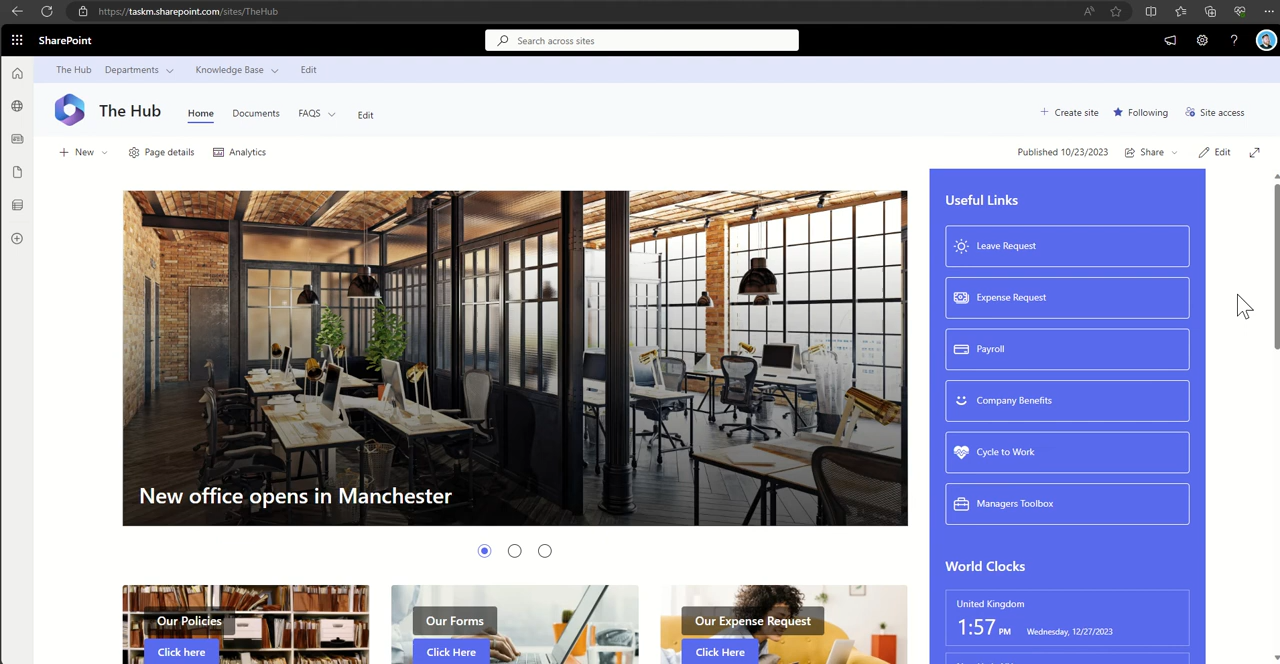 https://taskm.sharepoint.com/sites/TheHub
SharePoint
Search across sites
The Hub Departments Knowledge Base Edit
The Hub Home Documents FAQS Edit
Create site Following Site access
New Page details Analytics
Published 10/23/2023 Share Edit
New office opens in Manchester
Our Policies
Click here
Our Forms
Click Here
Our Expense Request
Click Here
Useful Links
Leave Request
Expense Request
Payroll
Company Benefits
Cycle to Work
Managers Toolbox
World Clocks
United Kingdom
1:57 PM Wednesday, 12/27/2023